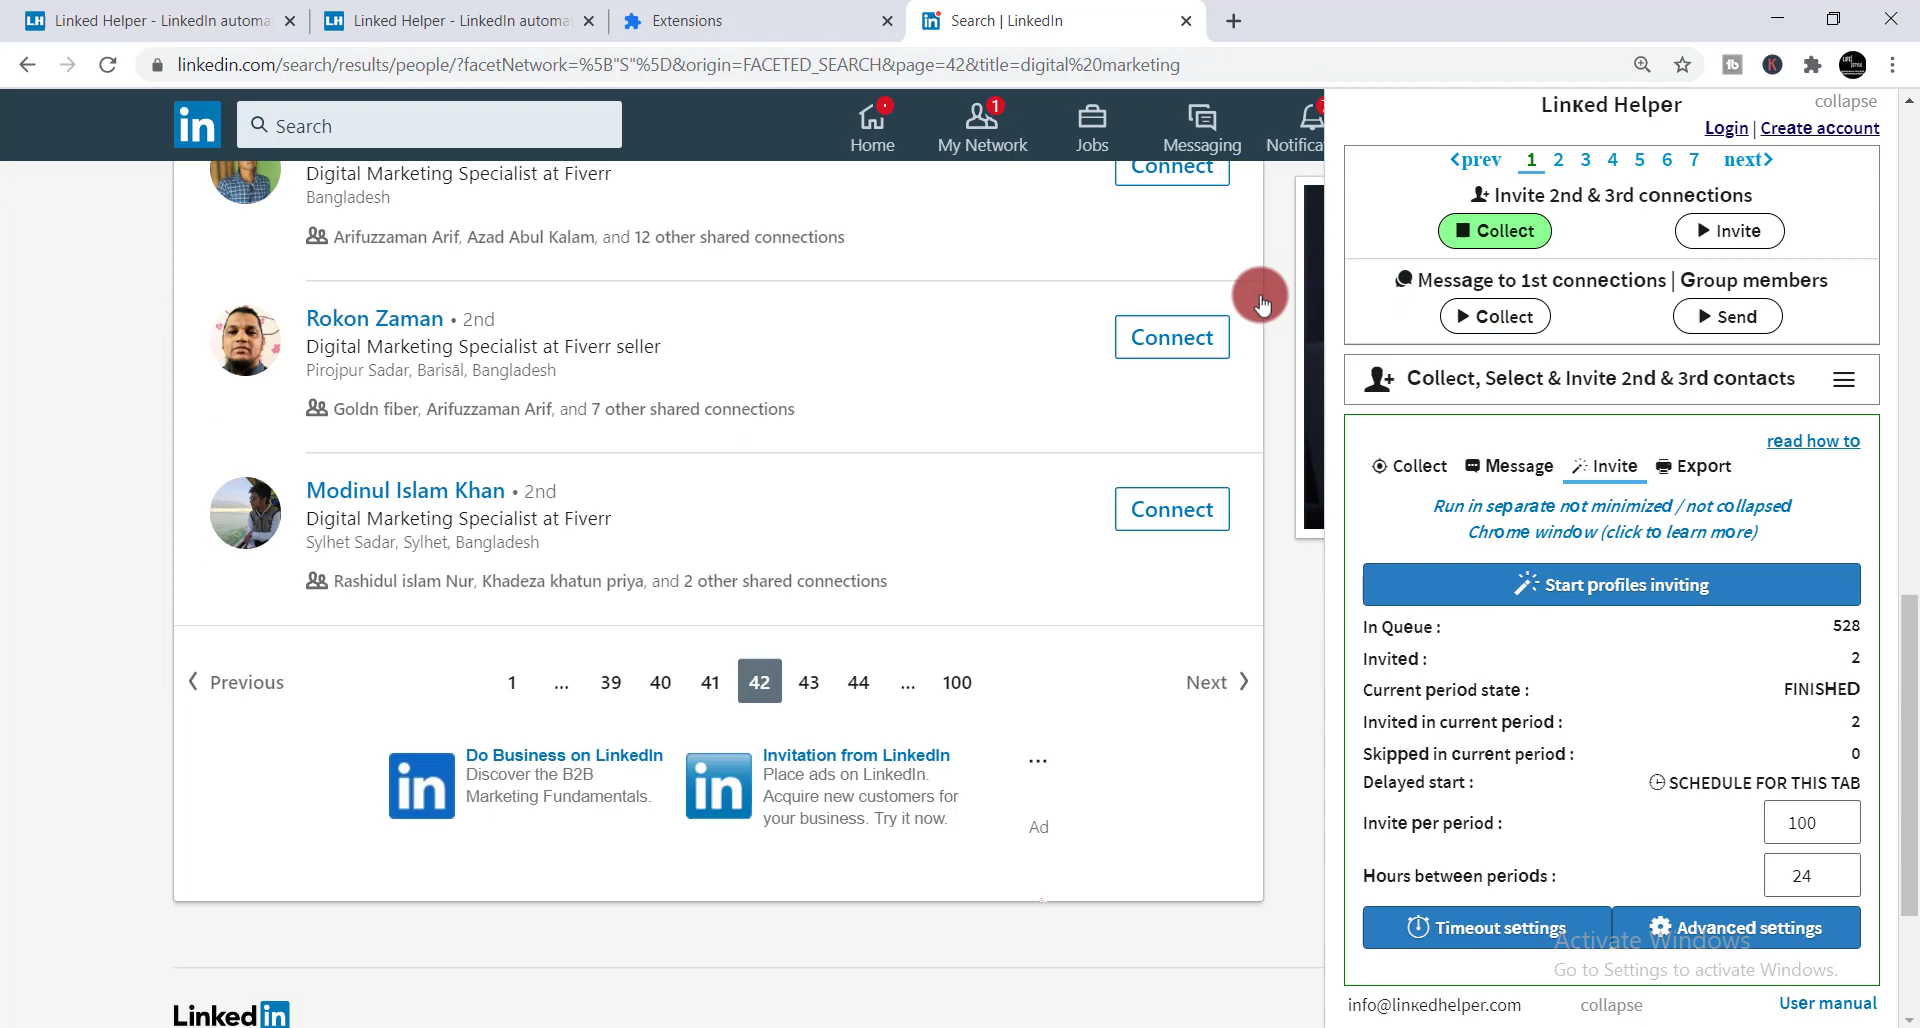 Linked Helper - LinkedIn automa
Linked Helper - LinkedIn automa
Extensions
Search | LinkedIn
linkedin.com/search/results/people/?facetNetwork=%5B"S"%5D&origin=FACETED_SEARCH&page=42&title=digital%20marketing
Search
Home
1
My Network
Jobs
Messaging
Notifica
Digital Marketing Specialist at Fiverr
Bangladesh
Connect
Arifuzzaman Arif, Azad Abul Kalam, and 12 other shared connections
Rokon Zaman • 2nd
Digital Marketing Specialist at Fiverr seller
Pirojpur Sadar, Barisāl, Bangladesh
Connect
Goldn fiber, Arifuzzaman Arif, and 7 other shared connections
Modinul Islam Khan • 2nd
Digital Marketing Specialist at Fiverr
Sylhet Sadar, Sylhet, Bangladesh
Connect
Rashidul islam Nur, Khadeza khatun priya, and 2 other shared connections
Previous 1 ... 39 40 41 42 43 44 ... 100 Next
Do Business on LinkedIn
Discover the B2B
Marketing Fundamentals.
Invitation from LinkedIn
Place ads on LinkedIn.
Acquire new customers for
your business. Try it now.
...
Ad
Linked in
Linкed Helper
collapse
Login | Create account
<prev 1 2 3 4 5 6 7 next>
Invite 2nd & 3rd connections
Collect
Invite
Message to 1st connections | Group members
Collect
Send
Collect, Select & Invite 2nd & 3rd contacts
read how to
Collect Message Invite Export
Run in separate not minimized / not collapsed
Chrome window (click to learn more)
Start profiles inviting
In Queue : 528
Invited : 2
Current period state : FINISHED
Invited in current period : 2
Skipped in current period : 0
Delayed start : SCHEDULE FOR THIS TAB
Invite per period : 100
Hours between periods : 24
Timeout settings
Advanced settings
Activate Windows
Go to Settings to activate Windows.
info@linкedhelper.com
collapse
User manual